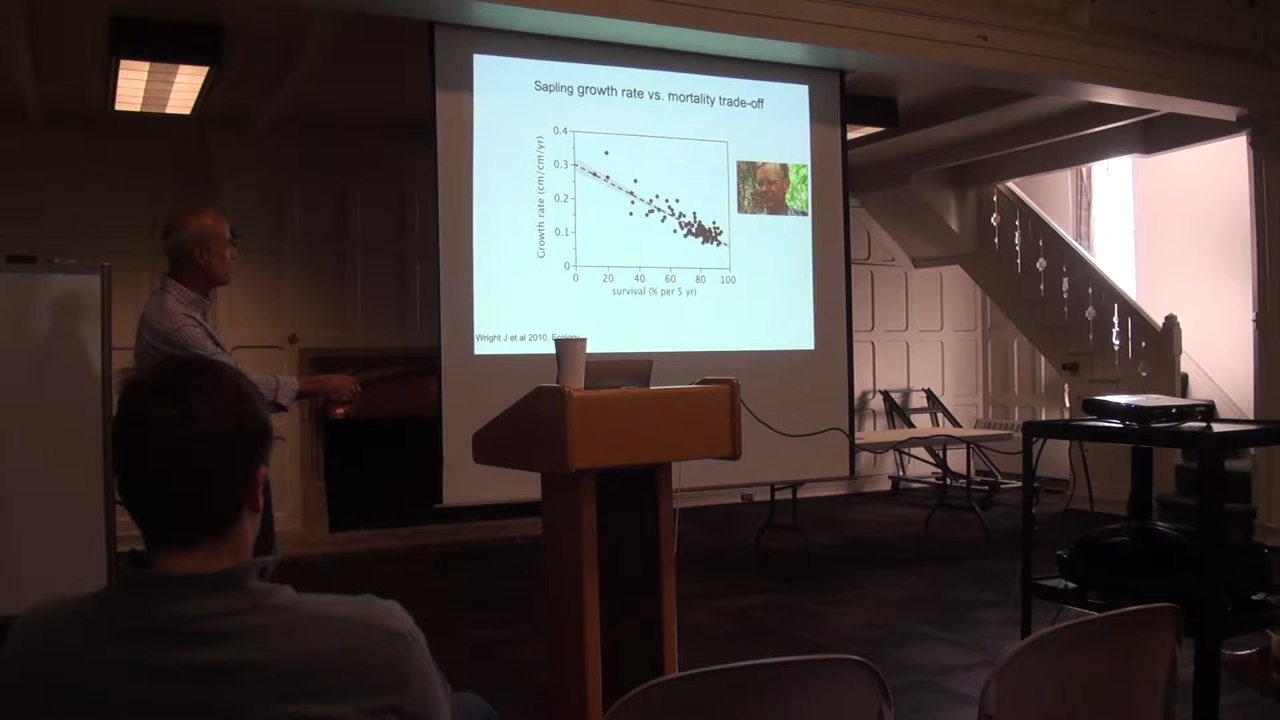 Sapling growth rate vs. mortality trade-off
Growth rate (cm/cm/yr)
0.4
0.3
0.2
0.1
0
0 20 40 60 80 100
survival (% per 5 yr)
Wright J et al 2010. Ecology